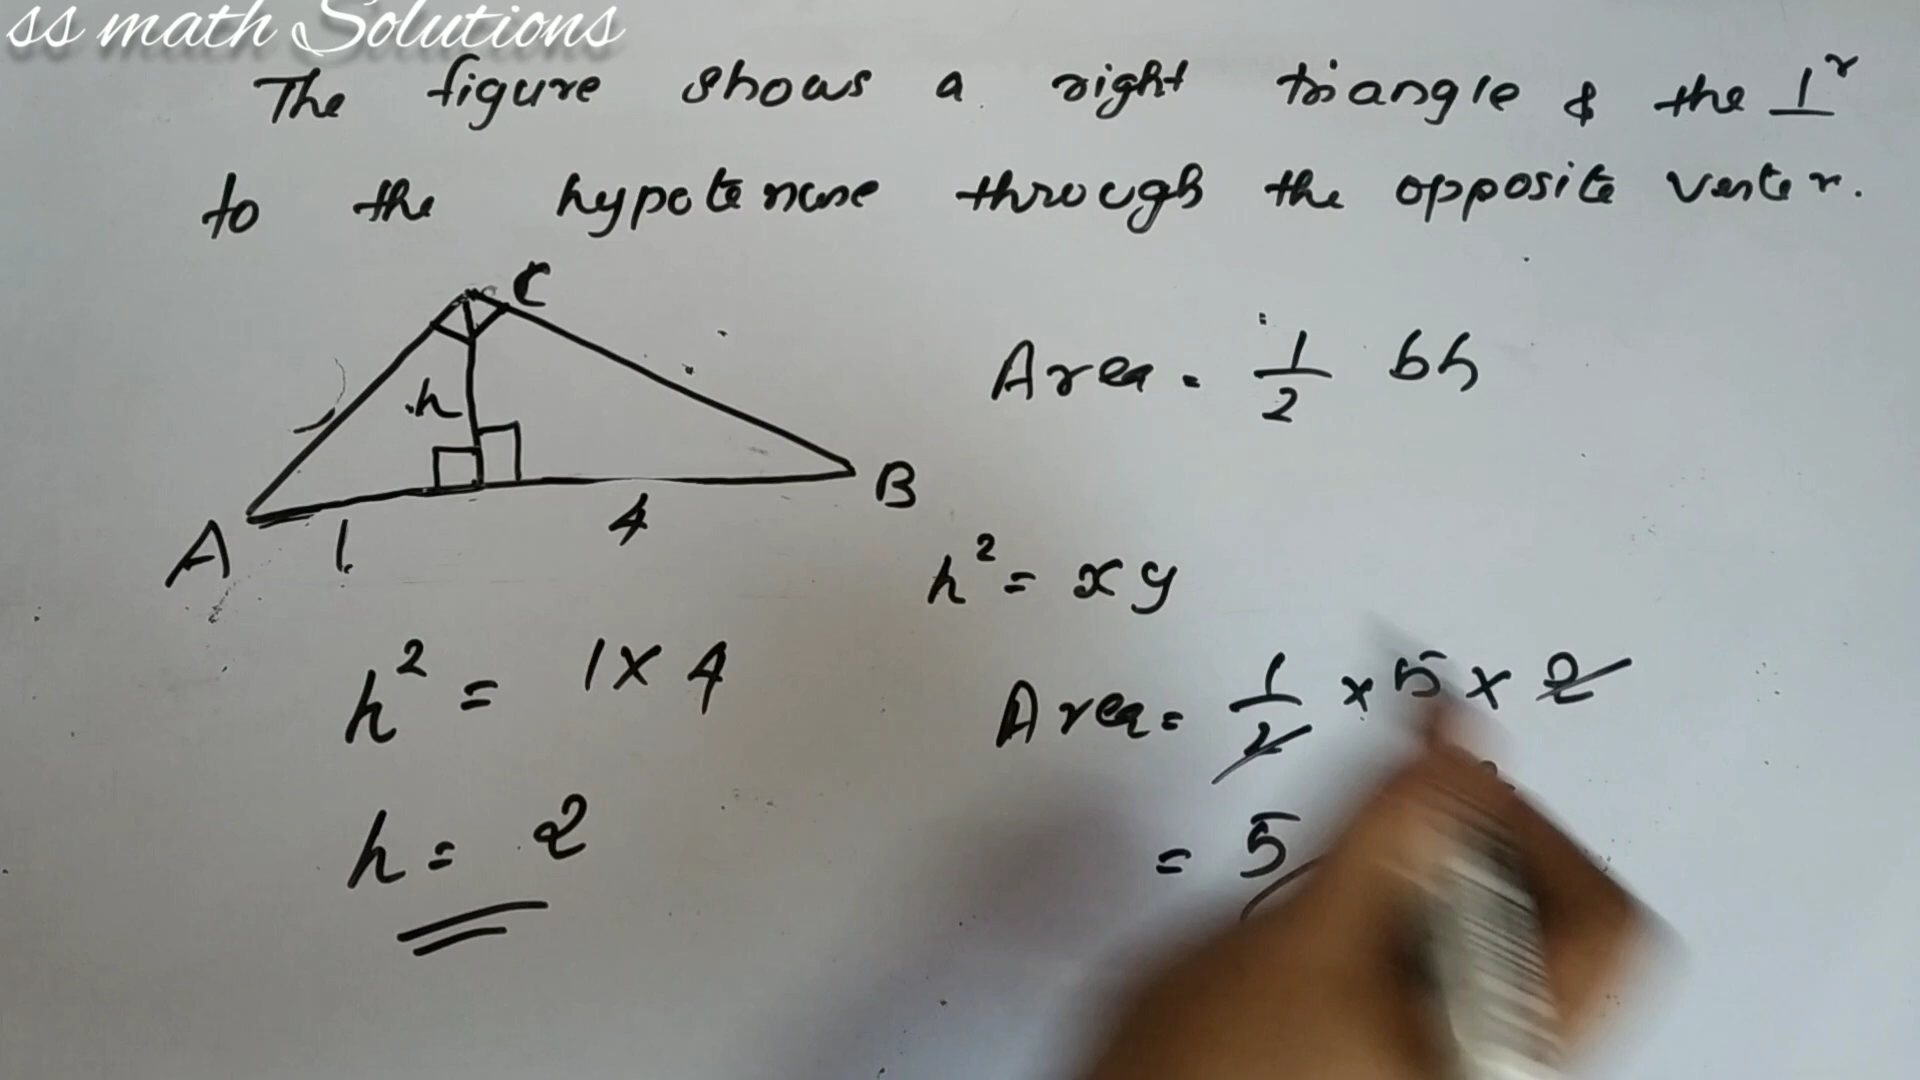 ss math Solutions
The figure shows a right triangle & the ⊥r
to the hypotenuse through the opposite vertex.
C
h
Area = 1/2 bh
A 1 4 B
h² = xy
h² = 1 × 4
Area = 1/2 × 5 × 2
h = 2
= 5